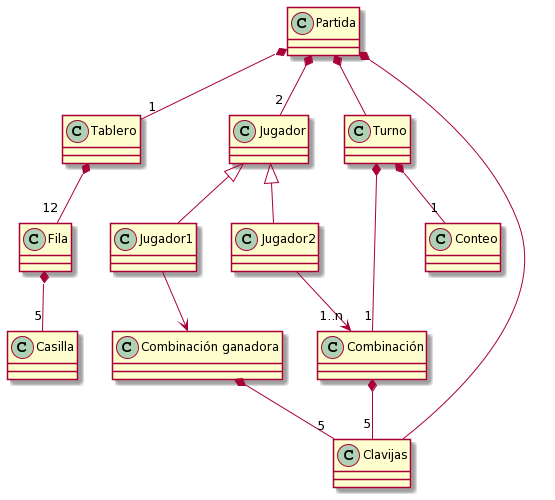 C Partida
1
2
C Tablero
C Jugador
C Turno
12
1
C Fila
C Jugador1
C Jugador2
C Conteo
5
1..n
1
C Casilla
C Combinación ganadora
C Combinación
5
5
C Clavijas